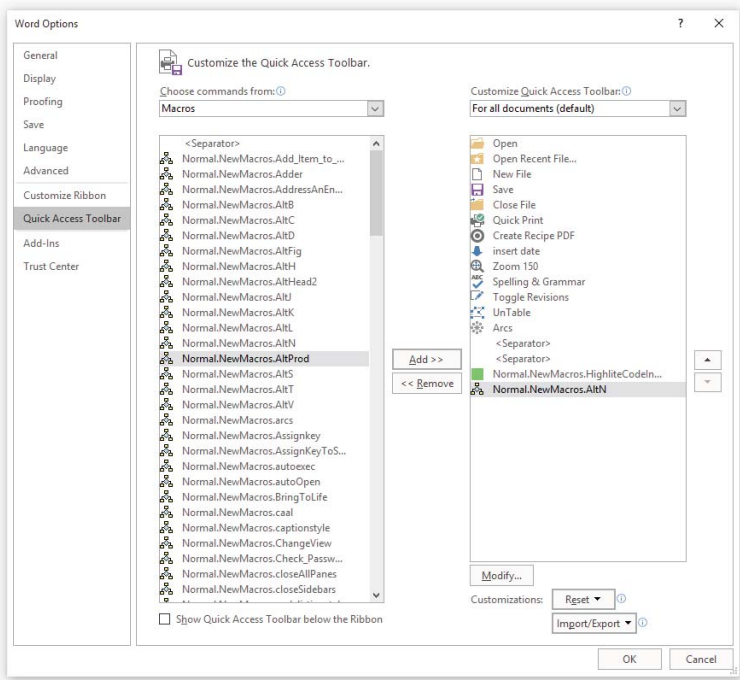 Word Options
?
General
Display
Proofing
Save
Language
Advanced
Customize Ribbon
Quick Access Toolbar
Add-Ins
Trust Center
Customize the Quick Access Toolbar.
Choose commands from:
Macros
<Separator>
Normal.NewMacros.Add_Item_to_...
Normal.NewMacros.Adder
Normal.NewMacros.AddressAnEn...
Normal.NewMacros.AltB
Normal.NewMacros.AltC
Normal.NewMacros.AltD
Normal.NewMacros.AltFig
Normal.NewMacros.AltH
Normal.NewMacros.AltHead2
Normal.NewMacros.AltJ
Normal.NewMacros.AltK
Normal.NewMacros.AltL
Normal.NewMacros.AltN
Normal.NewMacros.AltProd
Normal.NewMacros.AltS
Normal.NewMacros.AltT
Normal.NewMacros.AltV
Normal.NewMacros.arcs
Normal.NewMacros.Assignkey
Normal.NewMacros.AssignKeyToS...
Normal.NewMacros.autoexec
Normal.NewMacros.autoOpen
Normal.NewMacros.BringToLife
Normal.NewMacros.caal
Normal.NewMacros.captionstyle
Normal.NewMacros.ChangeView
Normal.NewMacros.Check_Passw...
Normal.NewMacros.closeAllPanes
Normal.NewMacros.closeSidebars
Show Quick Access Toolbar below the Ribbon
Add >>
<< Remove
Customize Quick Access Toolbar:
For all documents (default)
Open
Open Recent File...
New File
Save
Close File
Quick Print
Create Recipe PDF
insert date
Zoom 150
ABC
Spelling & Grammar
Toggle Revisions
UnTable
Arcs
<Separator>
<Separator>
Normal.NewMacros.HighliteCodeIn...
Normal.NewMacros.AltN
Modify...
Customizations:
Reset
Import/Export
OK
Cancel